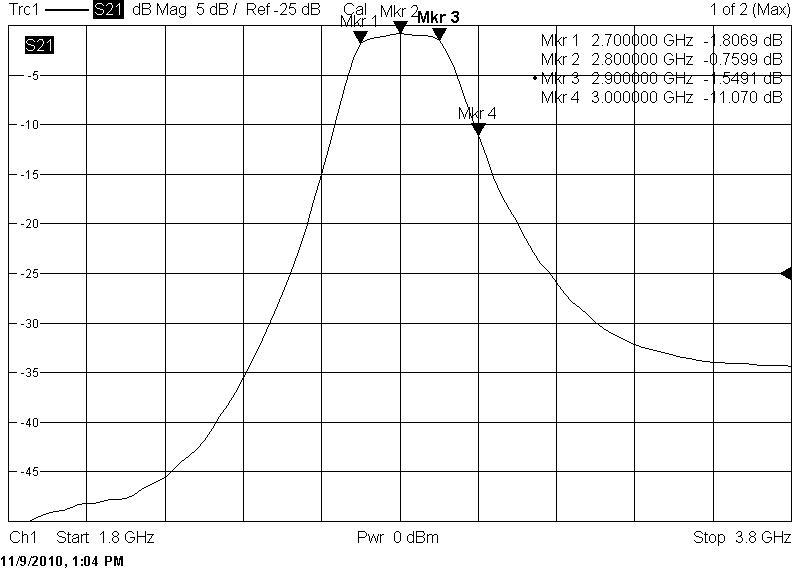 Trc1 S21 dB Mag 5 dB / Ref -25 dB Cal 1 of 2 (Max)
Mkr 1 Mkr 2 Mkr 3
S21
Mkr 1 2.700000 GHz -1.8069 dB
Mkr 2 2.800000 GHz -0.7599 dB
•Mkr 3 2.900000 GHz -1.5491 dB
Mkr 4 3.000000 GHz -11.070 dB
-5
-10
Mkr 4
-15
-20
-30
-35
-40
-45
Ch1 Start 1.8 GHz Pwr 0 dBm Stop 3.8 GHz
11/9/2010, 1:04 PM